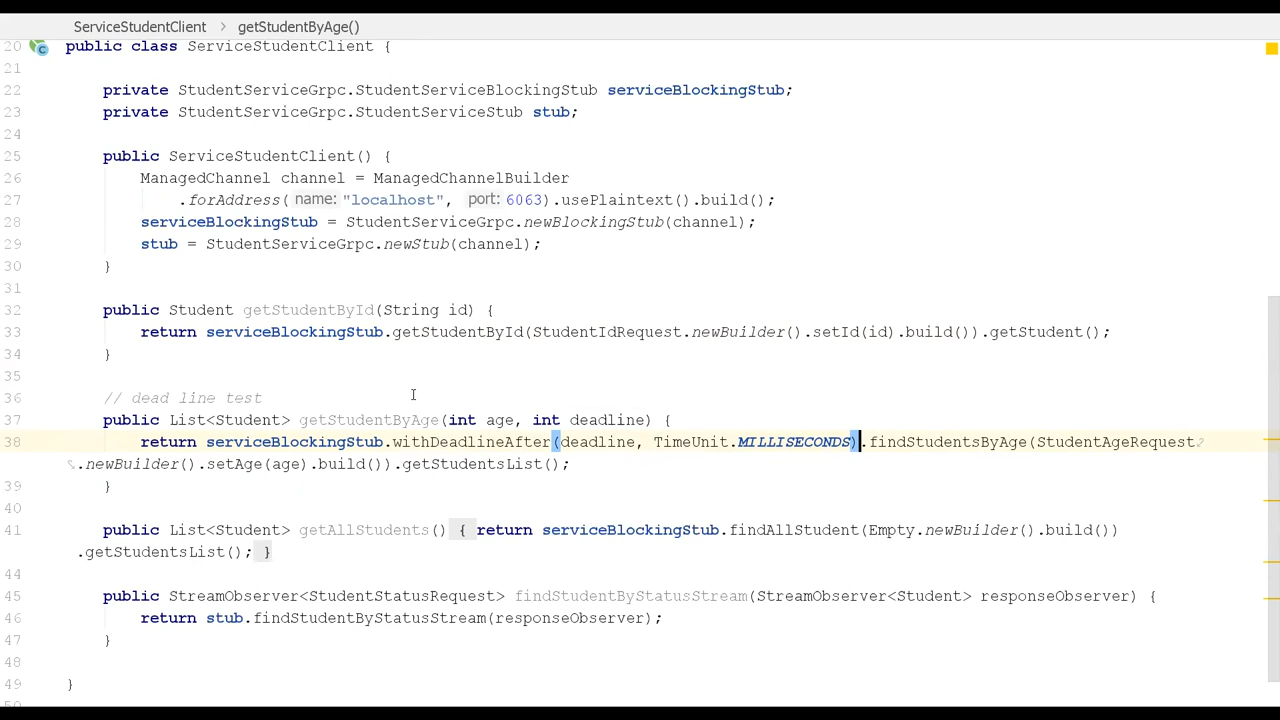 ServiceStudentClient > getStudentByAge()
20 public class ServiceStudentClient {
21
22 private StudentServiceGrpc.StudentServiceBlockingStub serviceBlockingStub;
23 private StudentServiceGrpc.StudentServiceStub stub;
24
25 public ServiceStudentClient() {
26 ManagedChannel channel = ManagedChannelBuilder
27 .forAddress( name: "localhost", port: 6063).usePlaintext().build();
28 serviceBlockingStub = StudentServiceGrpc.newBlockingStub(channel);
29 stub = StudentServiceGrpc.newStub(channel);
30 }
31
32 public Student getStudentById(String id) {
33 return serviceBlockingStub.getStudentById(StudentIdRequest.newBuilder().setId(id).build()).getStudent();
34 }
35
36 // dead line test
37 public List<Student> getStudentByAge(int age, int deadline) {
38 return serviceBlockingStub.withDeadlineAfter(deadline, TimeUnit.MILLISECONDS).findStudentsByAge(StudentAgeRequest
.newBuilder().setAge(age).build()).getStudentsList();
39 }
40
41 public List<Student> getAllStudents() { return serviceBlockingStub.findAllStudent(Empty.newBuilder().build())
.getStudentsList(); }
44
45 public StreamObserver<StudentStatusRequest> findStudentByStatusStream(StreamObserver<Student> responseObserver) {
46 return stub.findStudentByStatusStream(responseObserver);
47 }
48
49 }
50